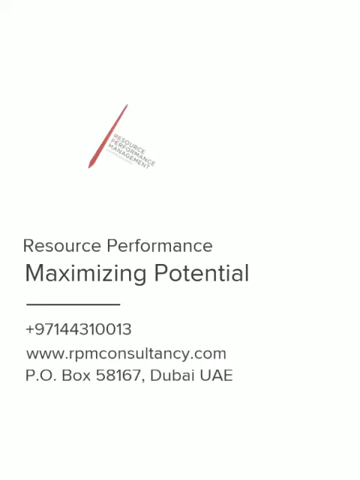 RESOURCE
PERFORMANCE
MANAGEMENT
Resource Performance
Maximizing Potential
+97144310013
www.rpmconsultancy.com
P.O. Box 58167, Dubai UAE